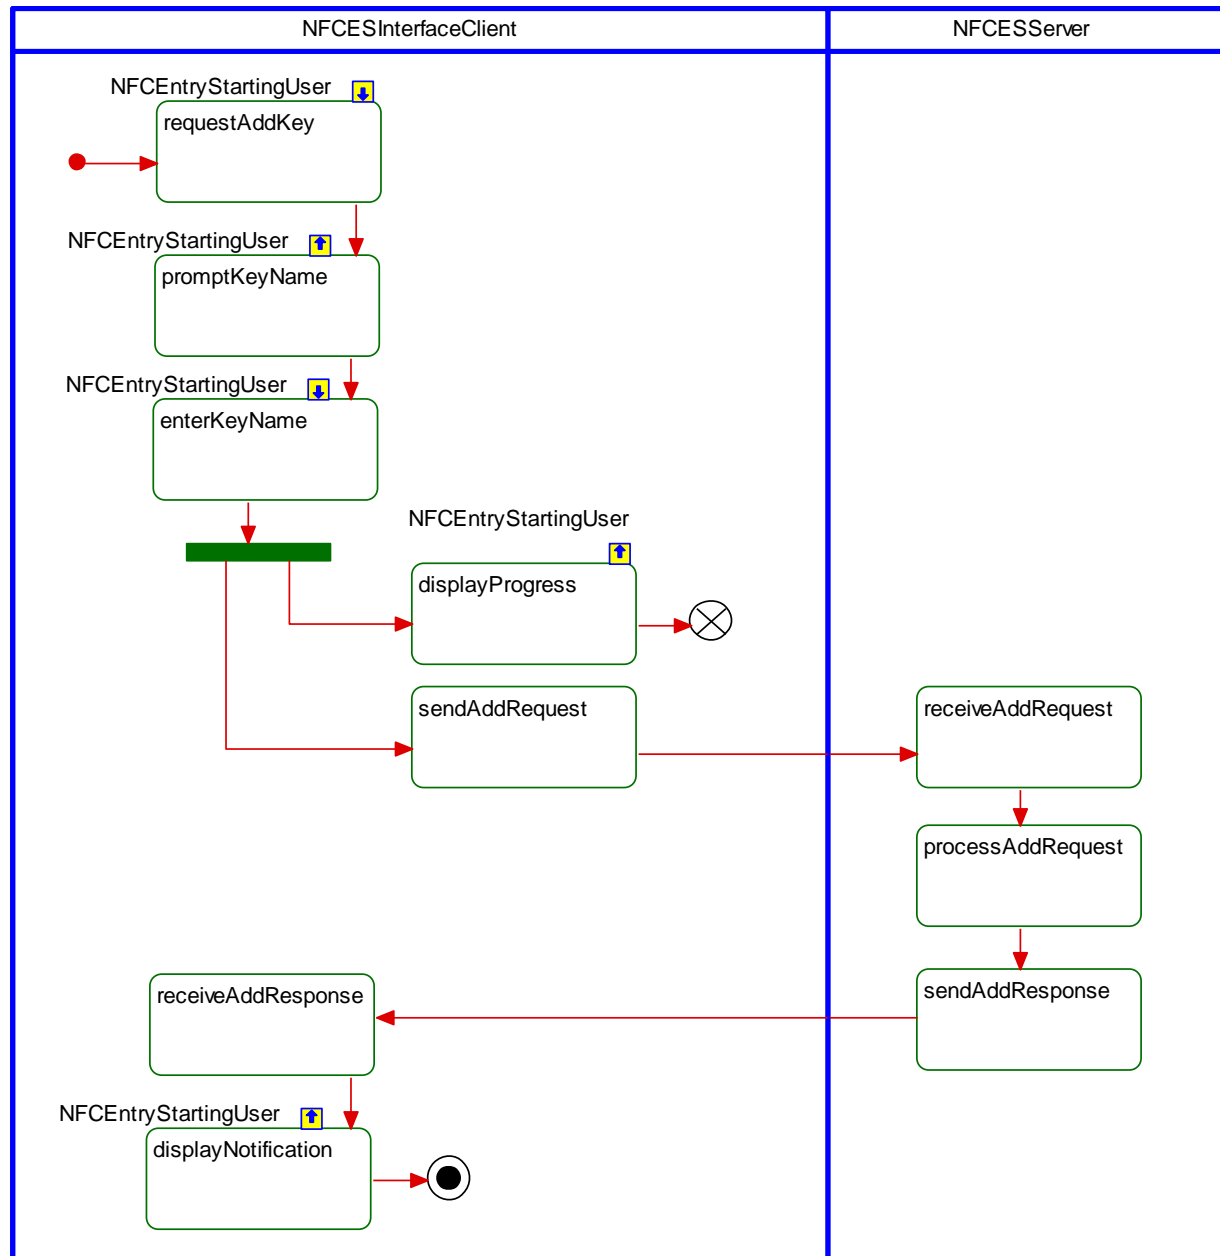 NFCESInterfaceClient
NFCESServer
NFCEntryStartingUser
requestAddKey
NFCEntryStartingUser
promptKeyName
NFCEntryStartingUser
enterKeyName
NFCEntryStartingUser
displayProgress
sendAddRequest
receiveAddRequest
processAddRequest
receiveAddResponse
sendAddResponse
NFCEntryStartingUser
displayNotification